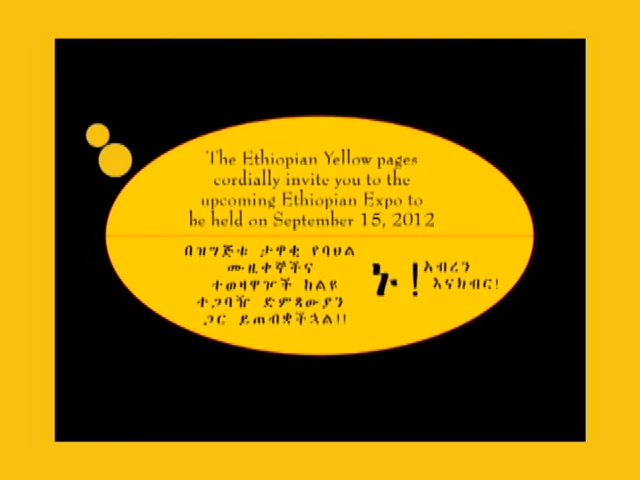 The Ethiopian Yellow pages
cordially invite you to the
upcoming Ethiopian Expo to
be held on September 15, 2012
በዝግጅቱ ታዋቂ የባህል
ሙዚቀኞችና
ተወዛዋዦች ከልዩ
ተጋባዥ ድምጻውያን
ጋር ይጠብቋችኋል!!
ኑ! አብረን
እናክብር!